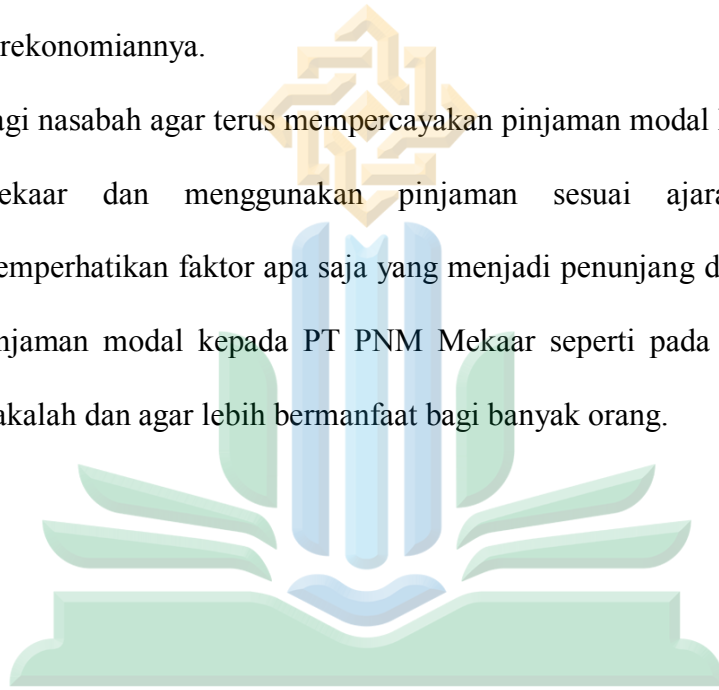 rekonomiannya.
agi nasabah agar terus mempercayakan pinjaman modal
ekaar dan menggunakan pinjaman sesuai ajara
emperhatikan faktor apa saja yang menjadi penunjang d
njaman modal kepada PT PNM Mekaar seperti pada
akalah dan agar lebih bermanfaat bagi banyak orang.